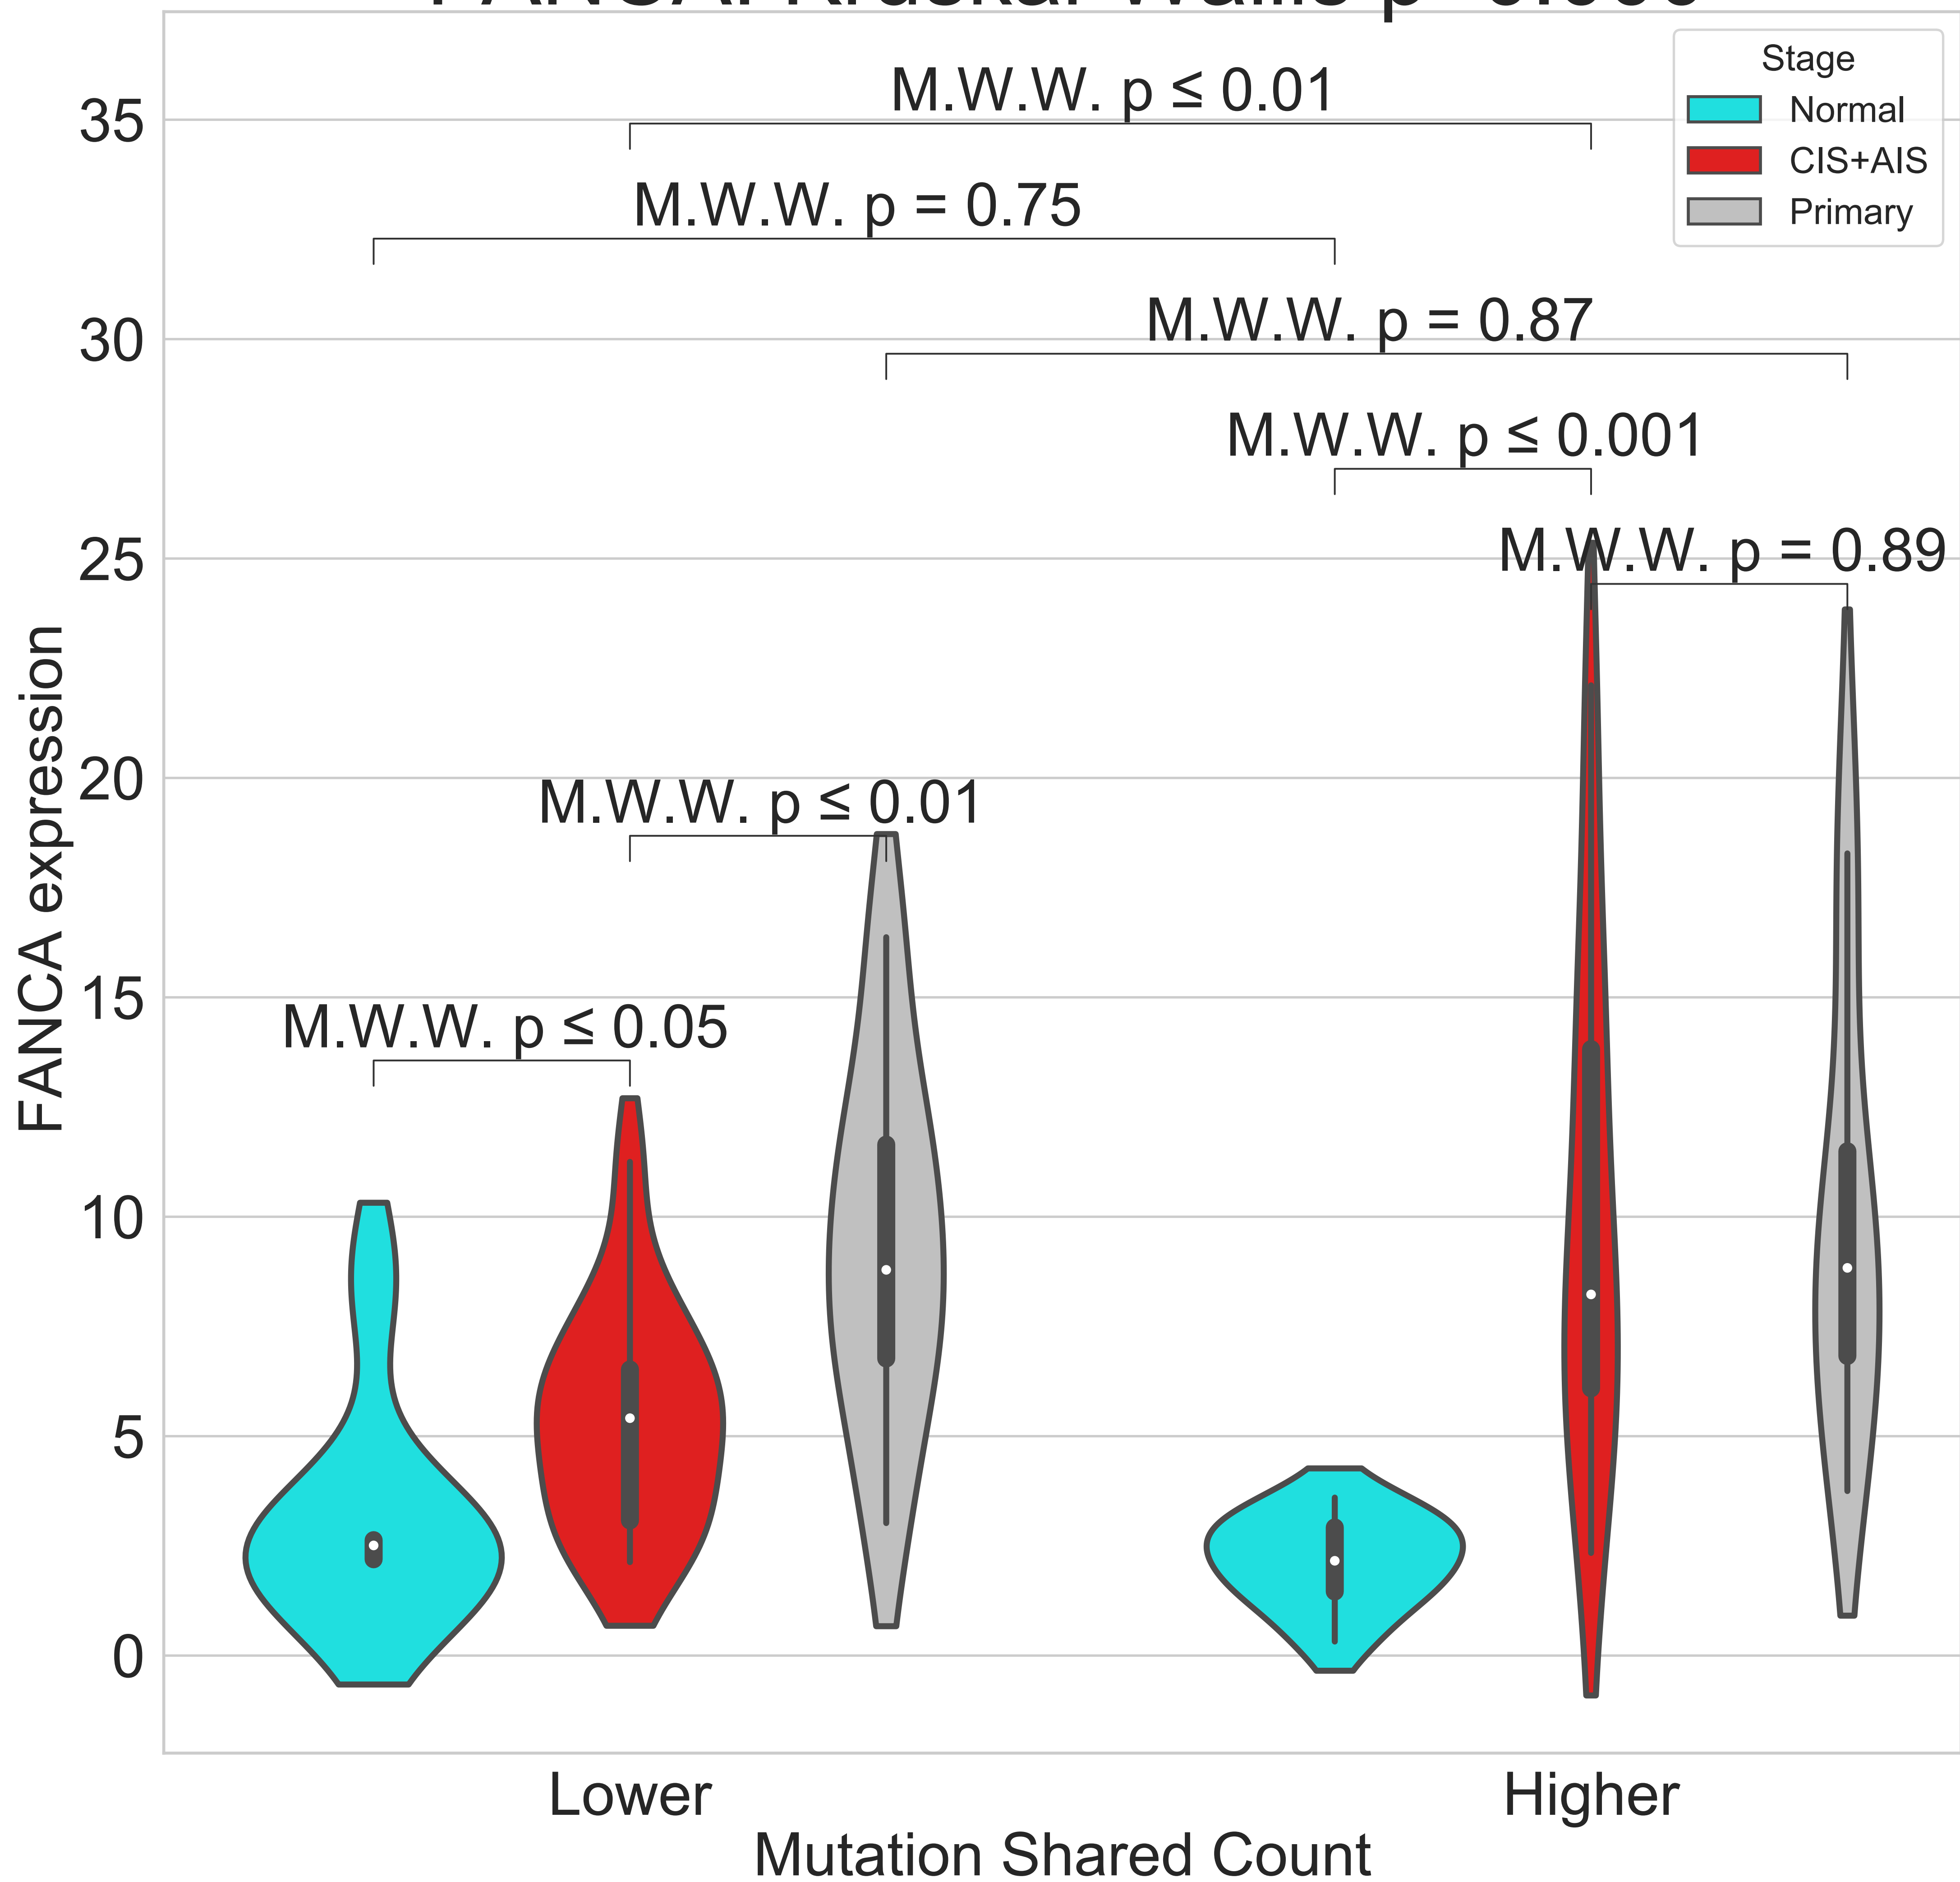 Stage
Normal
CIS+AIS
Primary
M.W.W. p ≤ 0.01
M.W.W. p = 0.75
M.W.W. p = 0.87
M.W.W. p ≤ 0.001
M.W.W. p = 0.89
M.W.W. p ≤ 0.01
M.W.W. p ≤ 0.05
35
30
25
20
15
10
5
0
FANCA expression
Lower
Higher
Mutation Shared Count